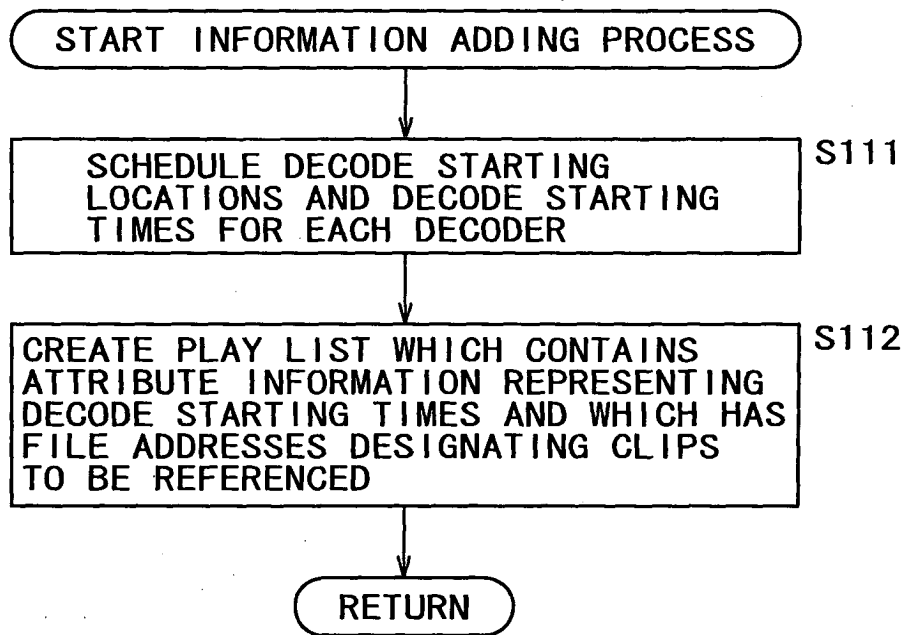 START INFORMATION ADDING PROCESS
S111
SCHEDULE DECODE STARTING
LOCATIONS AND DECODE STARTING
TIMES FOR EACH DECODER
S112
CREATE PLAY LIST WHICH CONTAINS
ATTRIBUTE INFORMATION REPRESENTING
DECODE STARTING TIMES AND WHICH HAS
FILE ADDRESSES DESIGNATING CLIPS
TO BE REFERENCED
RETURN